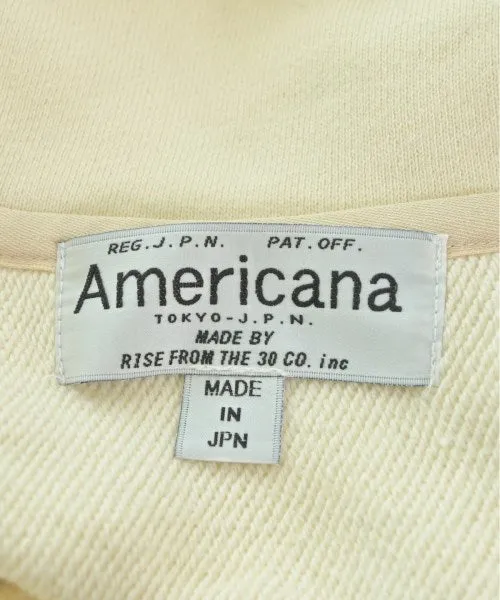 REG.J.P.N. PAT.OFF.
Americana
TOKYO-J.P.N.
MADE BY
RISE FROM THE 30 CO. inc
MADE
IN
JPN